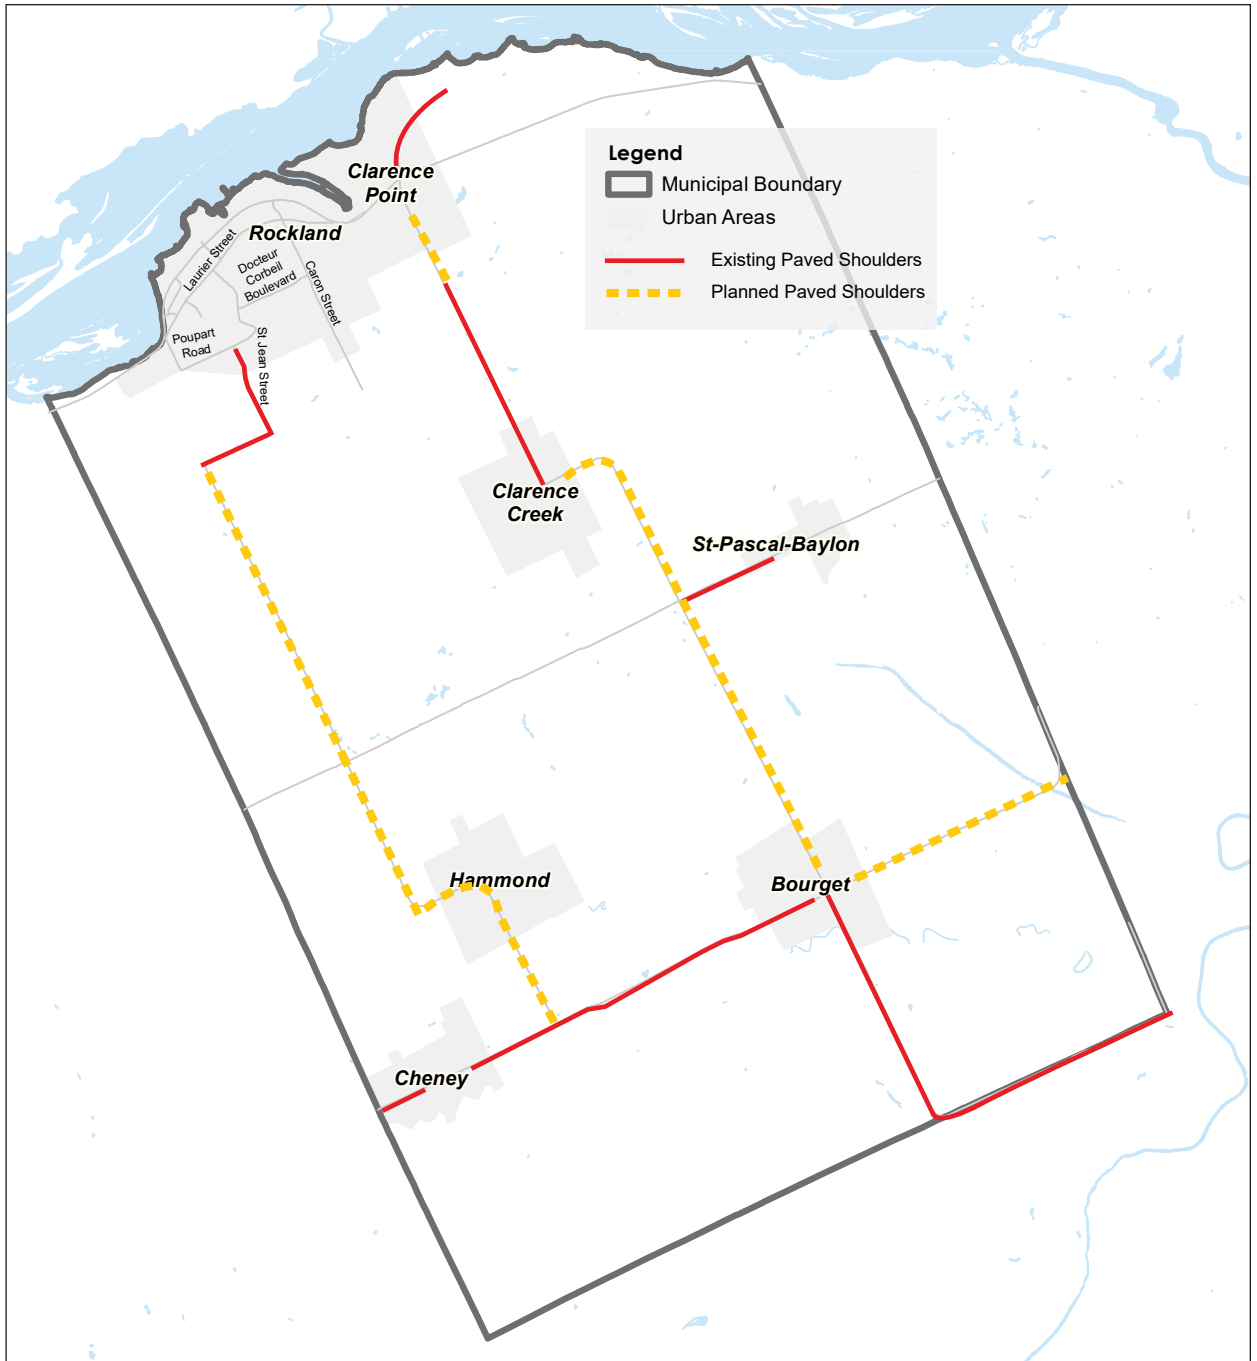 Legend
Municipal Boundary
Urban Areas
Existing Paved Shoulders
Planned Paved Shoulders
Clarence
Point
Rockland
Laurier Street
Docteur
Corbeil
Boulevard
Caron Street
Poupart
Road
St Jean Street
Clarence
Creek
St-Pascal-Baylon
Hammond
Bourget
Cheney